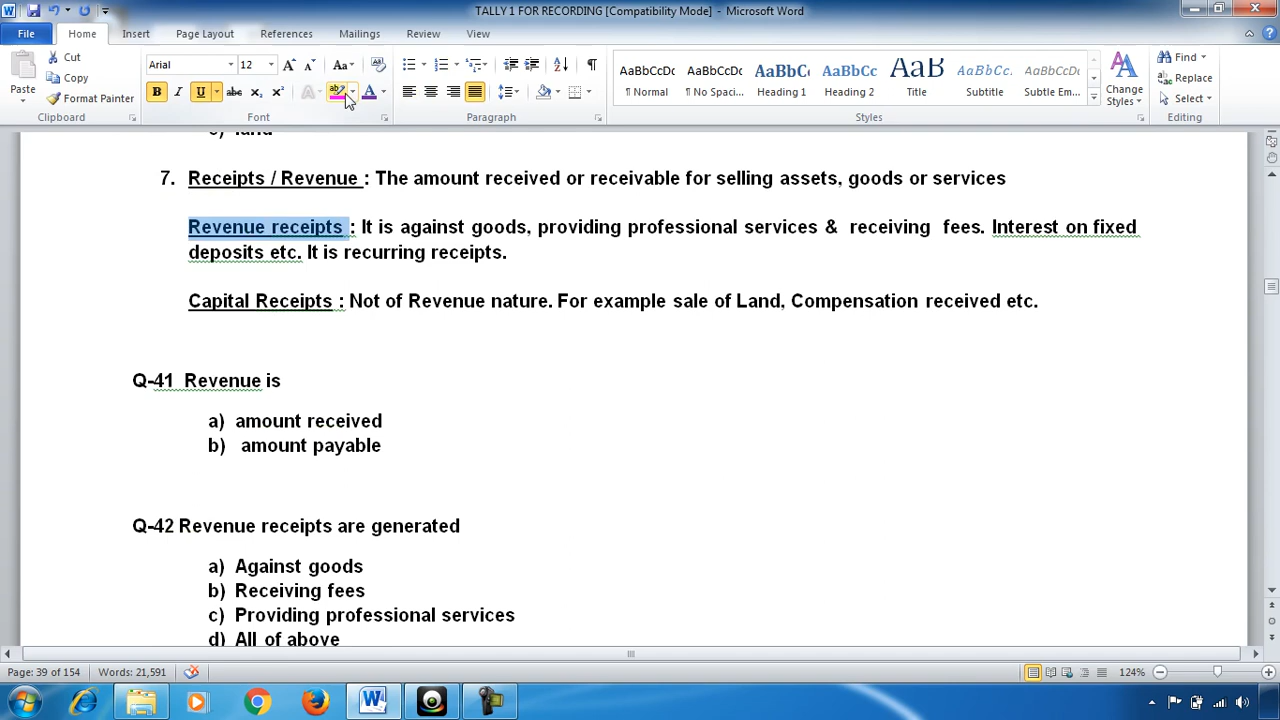 TALLY 1 FOR RECORDING [Compatibility Mode] - Microsoft Word
File Home Insert Page Layout References Mailings Review View
Cut
Copy
Format Painter
Paste
Clipboard
Arial 12
Font
Paragraph
AaBbCcDc AaBbCcDc AaBbCc AaBbCc AaB AaBbCc. AaBbCcDc
¶ Normal ¶ No Spaci... Heading 1 Heading 2 Title Subtitle Subtle Em...
Change Styles
Styles
Find
Replace
Select
Editing
land
7. Receipts / Revenue : The amount received or receivable for selling assets, goods or services
Revenue receipts : It is against goods, providing professional services & receiving fees. Interest on fixed
deposits etc. It is recurring receipts.
Capital Receipts : Not of Revenue nature. For example sale of Land, Compensation received etc.
Q-41 Revenue is
a) amount received
b) amount payable
Q-42 Revenue receipts are generated
a) Against goods
b) Receiving fees
c) Providing professional services
d) All of above
Page: 39 of 154 Words: 21,591 124%